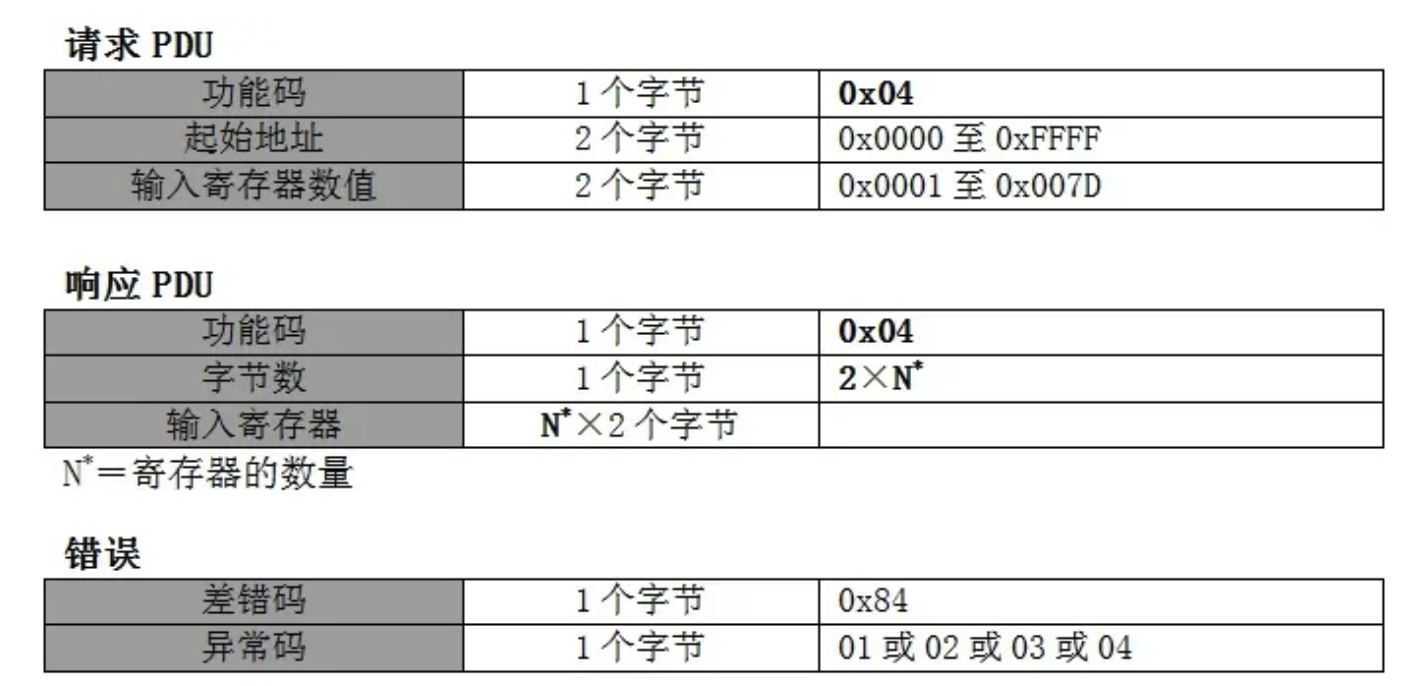 请求 PDU
功能码 1 个字节 0x04
起始地址 2 个字节 0x0000 至 0xFFFF
输入寄存器数值 2 个字节 0x0001 至 0x007D
响应 PDU
功能码 1 个字节 0x04
字节数 1 个字节 2×N*
输入寄存器 N*×2 个字节
N*＝寄存器的数量
错误
差错码 1 个字节 0x84
异常码 1 个字节 01 或 02 或 03 或 04